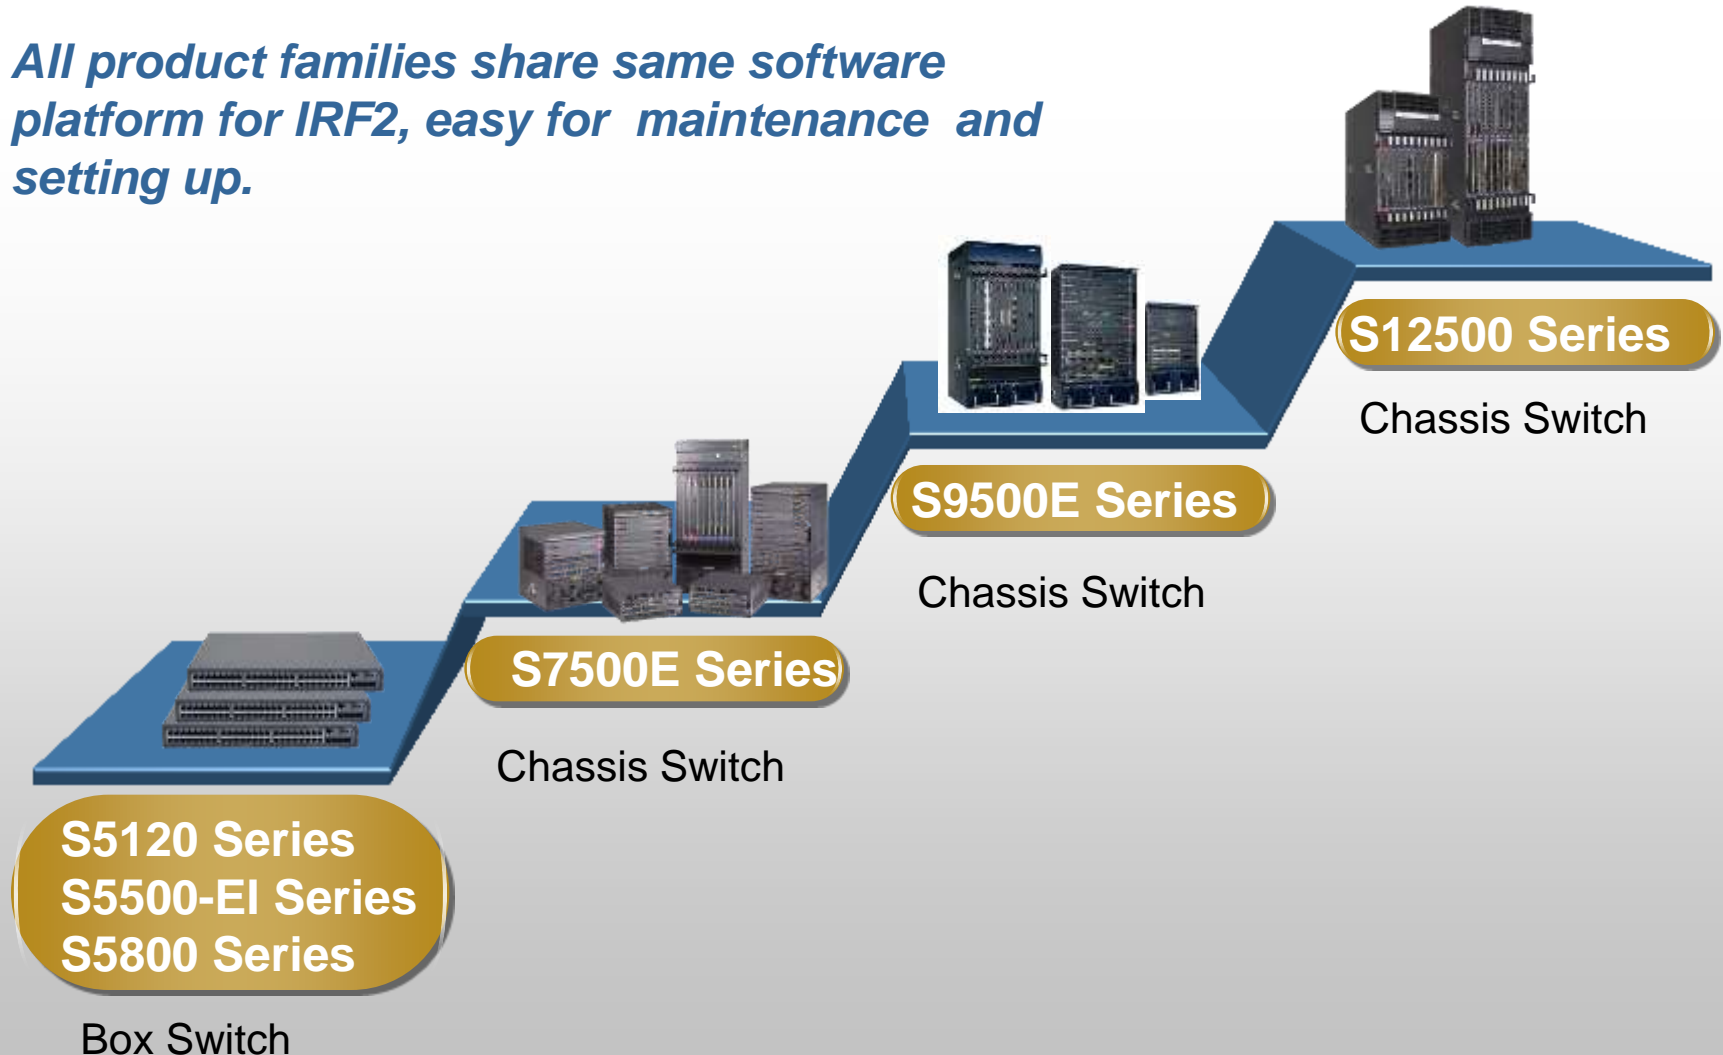 All product families share same software
platform for IRF2, easy for maintenance and
setting up.
S12500 Series
Chassis Switch
S9500E Series
Chassis Switch
S7500E Series
Chassis Switch
S5120 Series
S5500-EI Series
S5800 Series
Box Switch